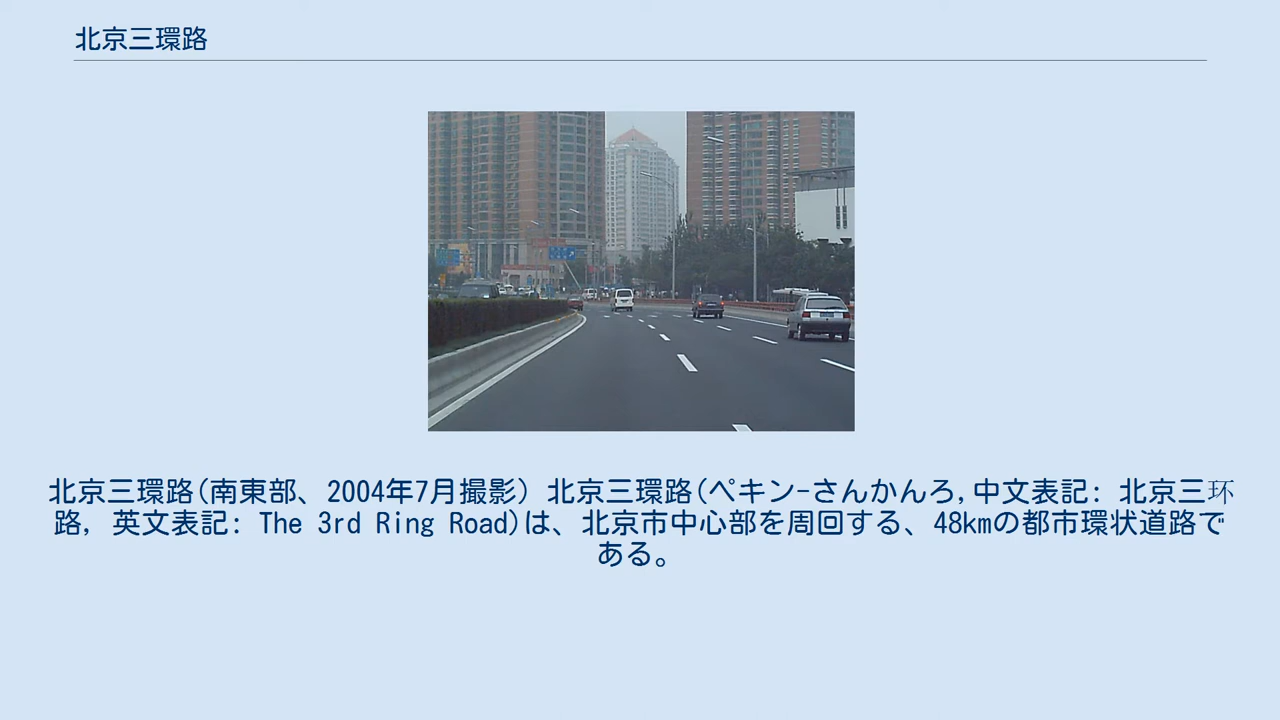 北京三環路
北京三環路(南東部、2004年7月撮影) 北京三環路(ペキン-さんかんろ,中文表記: 北京三环
路, 英文表記: The 3rd Ring Road)は、北京市中心部を周回する、48kmの都市環状道路で
ある。